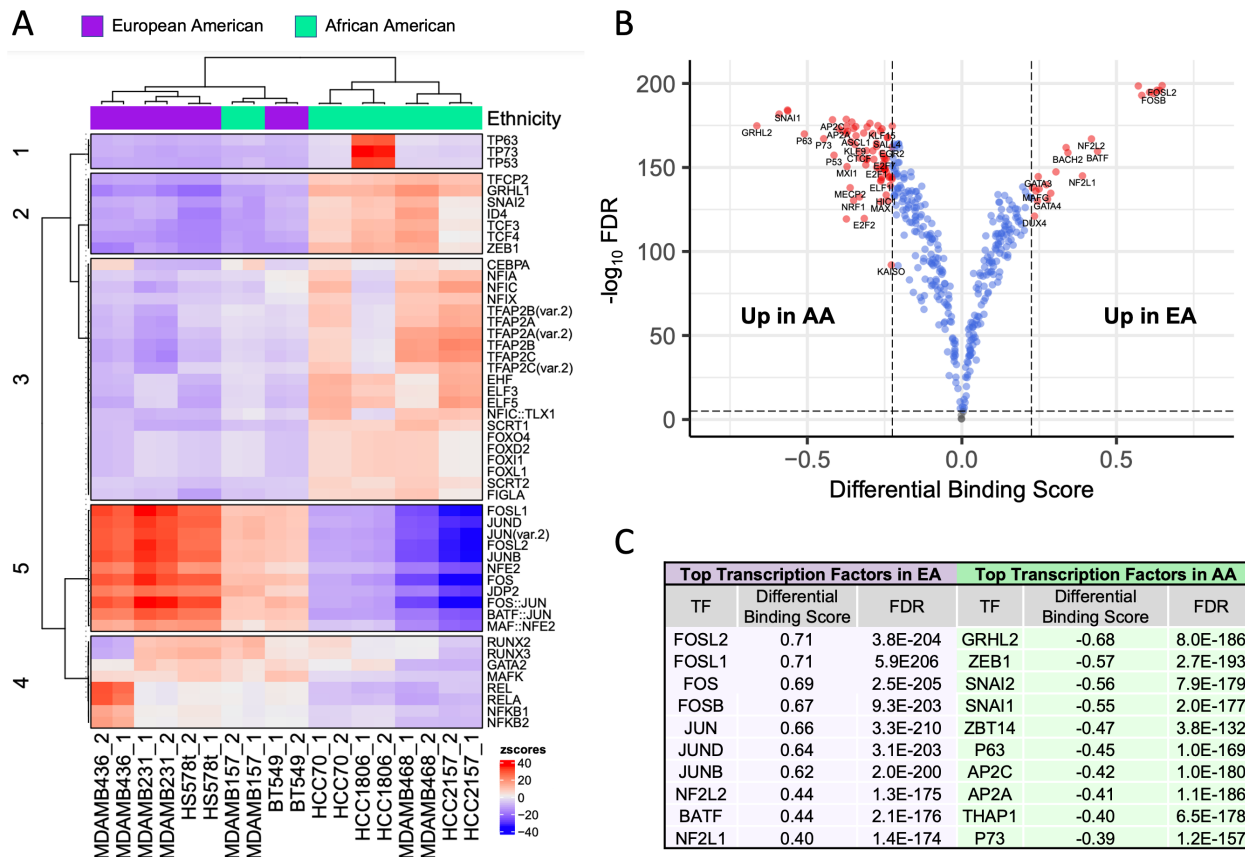 A
European American
African American
Ethnicity
1
TP63
TP73
TP53
2
TFCP2
GRHL1
SNAI2
ID4
TCF3
TCF4
ZEB1
3
CEBPA
NFIA
NFIC
NFIX
TFAP2B(var.2)
TFAP2A
TFAP2A(var.2)
TFAP2B
TFAP2C
TFAP2C(var.2)
EHF
ELF3
ELF5
NFIC::TLX1
SCRT1
FOXO4
FOXD2
FOXI1
FOXL1
SCRT2
FIGLA
5
FOSL1
JUND
JUN(var.2)
FOSL2
JUNB
NFE2
FOS
JDP2
FOS::JUN
BATF::JUN
MAF::NFE2
4
RUNX2
RUNX3
GATA2
MAFK
REL
RELA
NFKB1
NFKB2
MDAMB436_2
MDAMB436_1
MDAMB231_1
MDAMB231_2
HS578t_2
HS578t_1
MDAMB157_2
MDAMB157_1
BT549_1
BT549_2
HCC70_1
HCC70_2
HCC1806_1
HCC1806_2
MDAMB468_1
MDAMB468_2
HCC2157_2
HCC2157_1
zscores
40
20
0
−20
−40
B
-log10 FDR
200
150
100
50
0
GRHL2
SNAI1
P63
P73
P53
AP2C
AP2A
ASCL1
KLF15
SALL4
KLF9
CTCF
EGR2
E2F7
MXI1
E2F1
ELF1
MECP2
HIC1
NRF1
MAX
E2F2
KAISO
FOSL2
FOSB
NF2L2
BACH2
BATF
NF2L1
GATA3
MAFG
GATA4
DUX4
Up in AA
Up in EA
−0.5
0.0
0.5
Differential Binding Score
C
Top Transcription Factors in EA Top Transcription Factors in AA
TF Differential Binding Score FDR TF Differential Binding Score FDR
FOSL2 0.71 3.8E-204 GRHL2 -0.68 8.0E-186
FOSL1 0.71 5.9E206 ZEB1 -0.57 2.7E-193
FOS 0.69 2.5E-205 SNAI2 -0.56 7.9E-179
FOSB 0.67 9.3E-203 SNAI1 -0.55 2.0E-177
JUN 0.66 3.3E-210 ZBT14 -0.47 3.8E-132
JUND 0.64 3.1E-203 P63 -0.45 1.0E-169
JUNB 0.62 2.0E-200 AP2C -0.42 1.0E-180
NF2L2 0.44 1.3E-175 AP2A -0.41 1.1E-186
BATF 0.44 2.1E-176 THAP1 -0.40 6.5E-178
NF2L1 0.40 1.4E-174 P73 -0.39 1.2E-157